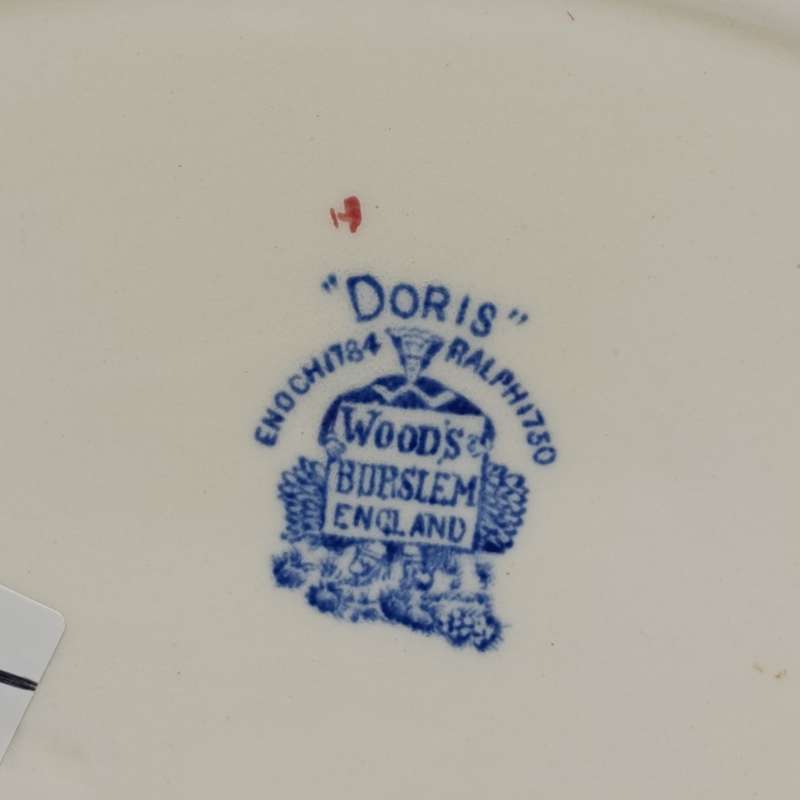 H
"DORIS"
ENOCH 1784 RALPH 1750
WOOD'S
BURSLEM
ENGLAND